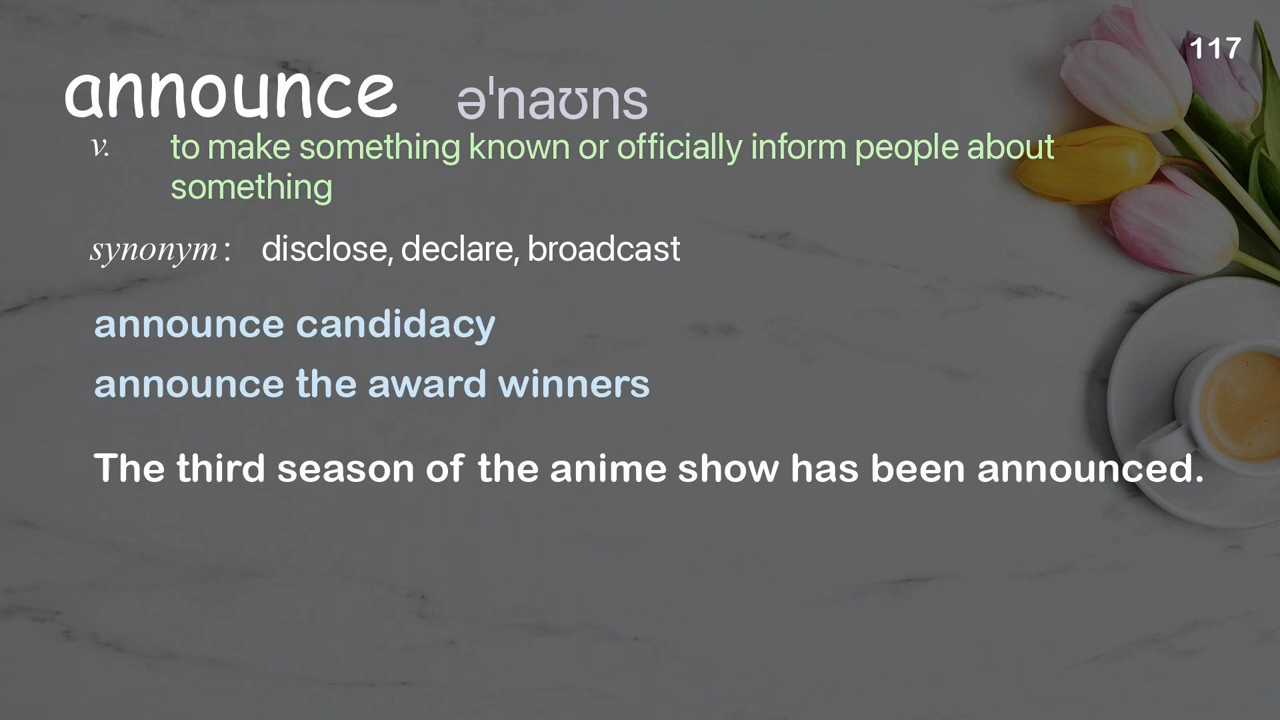 117
announce əˈnaʊns
v. to make something known or officially inform people about
something
synonym: disclose, declare, broadcast
announce candidacy
announce the award winners
The third season of the anime show has been announced.